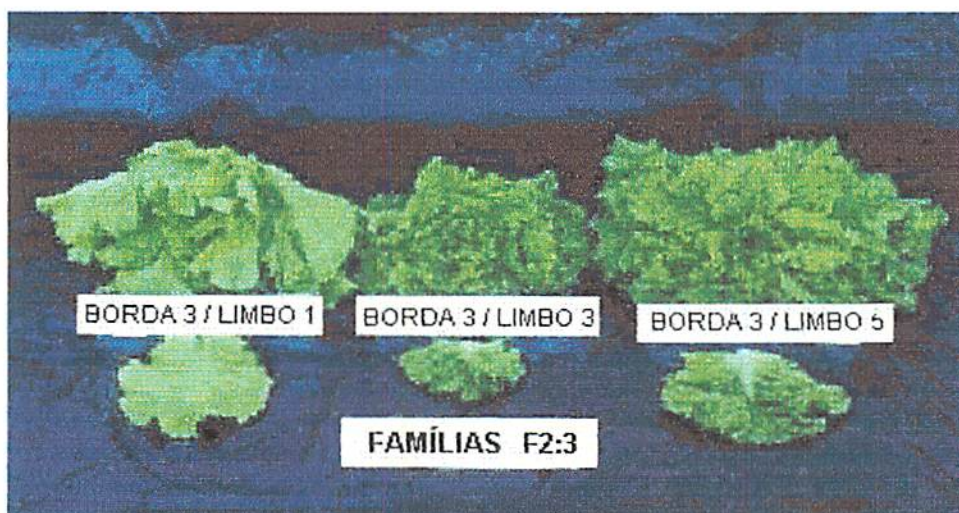 BORDA 3 / LIMBO 1
BORDA 3 / LIMBO 3
BORDA 3 / LIMBO 5
FAMÍLIAS F2:3